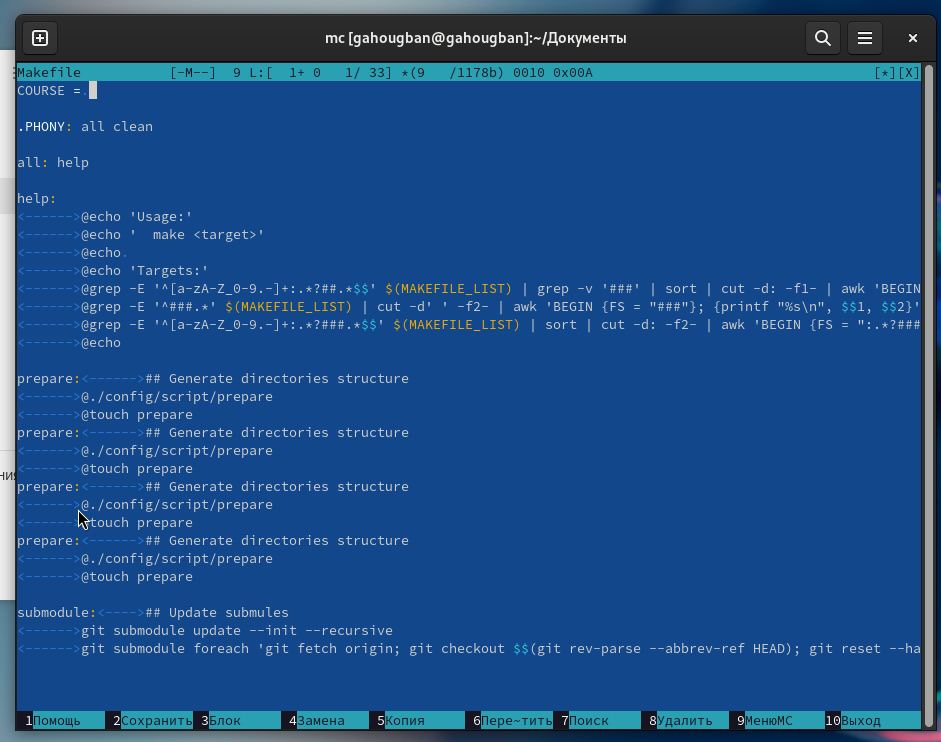 mc [gahougban@gahougban]:~/Документы
Makefile [-M--] 9 L:[ 1+ 0 1/ 33] *(9 /1178b) 0010 0x00A [*][X]
COURSE =
.PHONY: all clean
all: help
help:
<------>@echo 'Usage:'
<------>@echo '  make <target>'
<------>@echo.
<------>@echo 'Targets:'
<------>@grep -E '^[a-zA-Z_0-9.-]+:.*?##.*$$' $(MAKEFILE_LIST) | grep -v '###' | sort | cut -d: -f1- | awk 'BEGIN
<------>@grep -E '^###.*' $(MAKEFILE_LIST) | cut -d' ' -f2- | awk 'BEGIN {FS = "###"}; {printf "%s\n", $$1, $$2}'
<------>@grep -E '^[a-zA-Z_0-9.-]+:.*?###.*$$' $(MAKEFILE_LIST) | sort | cut -d: -f2- | awk 'BEGIN {FS = ":.*?###
<------>@echo
prepare:<------>## Generate directories structure
<------>@./config/script/prepare
<------>@touch prepare
prepare:<------>## Generate directories structure
<------>@./config/script/prepare
<------>@touch prepare
prepare:<------>## Generate directories structure
<------>@./config/script/prepare
<------>@touch prepare
prepare:<------>## Generate directories structure
<------>@./config/script/prepare
<------>@touch prepare
submodule:<---->## Update submules
<------>git submodule update --init --recursive
<------>git submodule foreach 'git fetch origin; git checkout $$(git rev-parse --abbrev-ref HEAD); git reset --ha
1Помощь 2Сохранить 3Блок 4Замена 5Копия 6Пере~тить 7Поиск 8Удалить 9МенюMC 10Выход